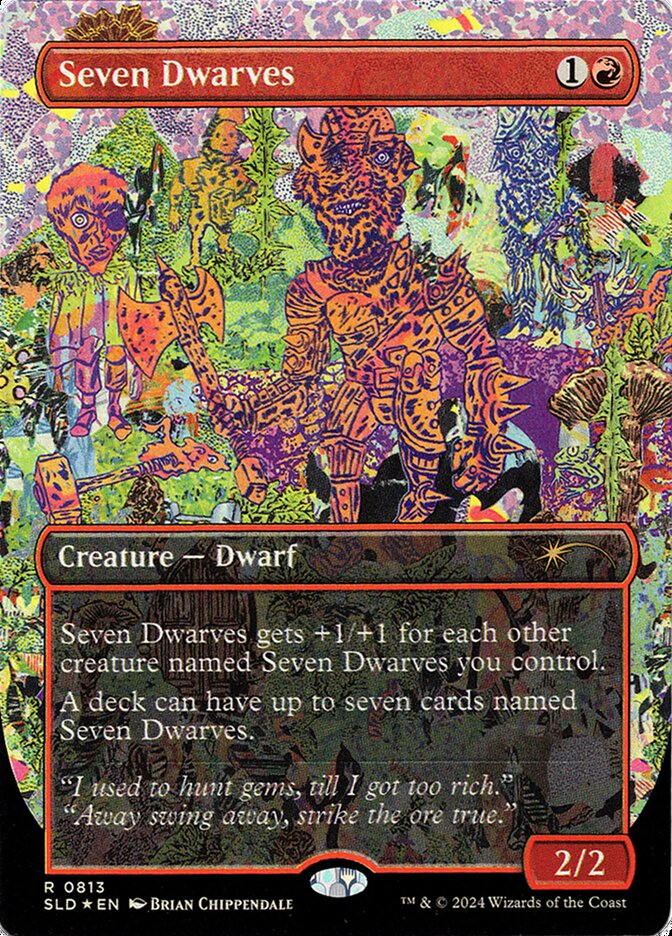 Seven Dwarves
1
Creature — Dwarf
Seven Dwarves gets +1/+1 for each other
creature named Seven Dwarves you control.
A deck can have up to seven cards named
Seven Dwarves.
“I used to hunt gems, till I got too rich.”
“Away swing away, strike the ore true.”
2/2
R 0813
SLD ★ EN Brian Chippendale
™ & © 2024 Wizards of the Coast